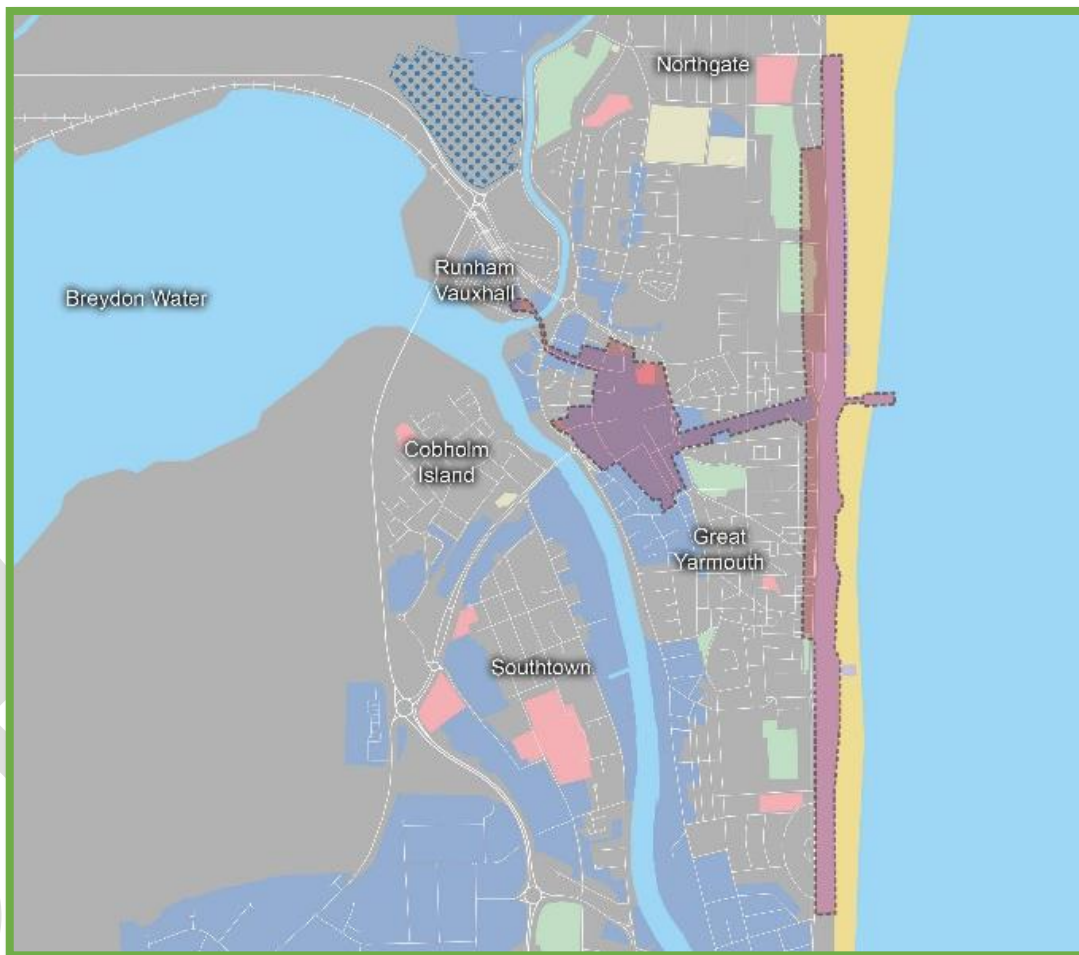 Northgate
Runham
Vauxhall
Breydon Water
Cobholm
Island
Great
Yarmouth
Southtown